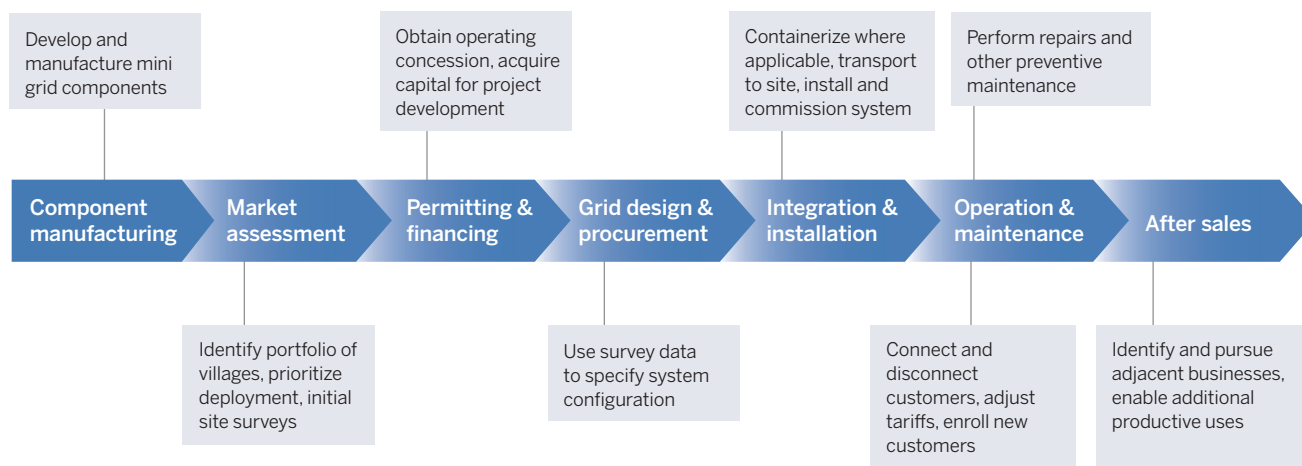 Develop and
manufacture mini
grid components
Obtain operating
concession, acquire
capital for project
development
Containerize where
applicable, transport
to site, install and
commission system
Perform repairs and
other preventive
maintenance
Component
manufacturing
Market
assessment
Permitting &
financing
Grid design &
procurement
Integration &
installation
Operation &
maintenance
After sales
Identify portfolio of
villages, prioritize
deployment, initial
site surveys
Use survey data
to specify system
configuration
Connect and
disconnect
customers, adjust
tariffs, enroll new
customers
Identify and pursue
adjacent businesses,
enable additional
productive uses